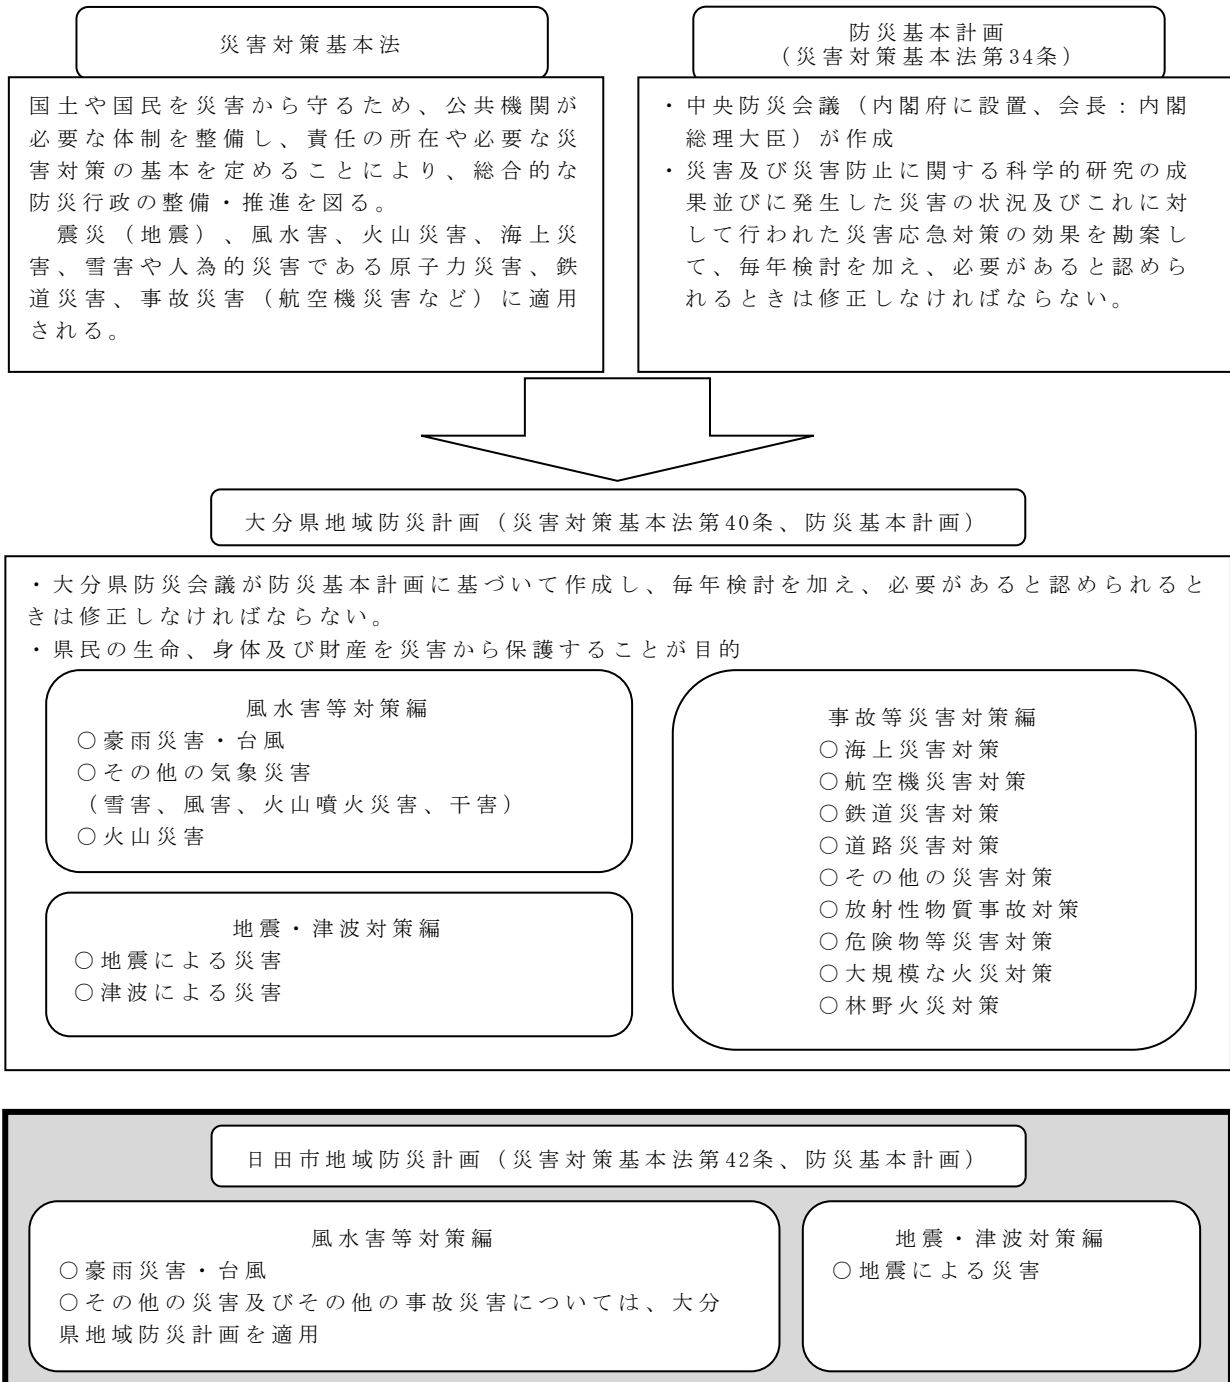 災害対策基本法
国土や国民を災害から守るため、公共機関が
必要な体制を整備し、責任の所在や必要な災
害対策の基本を定めることにより、総合的な
防災行政の整備・推進を図る。
　震災（地震）、風水害、火山災害、海上災
害、雪害や人為的災害である原子力災害、鉄
道災害、事故災害（航空機災害など）に適用
される。
防災基本計画
（災害対策基本法第34条）
・中央防災会議（内閣府に設置、会長：内閣
総理大臣）が作成
・災害及び災害防止に関する科学的研究の成
果並びに発生した災害の状況及びこれに対
して行われた災害応急対策の効果を勘案し
て、毎年検討を加え、必要があると認めら
れるときは修正しなければならない。
大分県地域防災計画（災害対策基本法第40条、防災基本計画）
・大分県防災会議が防災基本計画に基づいて作成し、毎年検討を加え、必要があると認められると
きは修正しなければならない。
・県民の生命、身体及び財産を災害から保護することが目的
風水害等対策編
〇豪雨災害・台風
〇その他の気象災害
（雪害、風害、火山噴火災害、干害）
〇火山災害
地震・津波対策編
〇地震による災害
〇津波による災害
事故等災害対策編
〇海上災害対策
〇航空機災害対策
〇鉄道災害対策
〇道路災害対策
〇その他の災害対策
〇放射性物質事故対策
〇危険物等災害対策
〇大規模な火災対策
〇林野火災対策
日田市地域防災計画（災害対策基本法第42条、防災基本計画）
風水害等対策編
〇豪雨災害・台風
〇その他の災害及びその他の事故災害については、大分
県地域防災計画を適用
地震・津波対策編
〇地震による災害